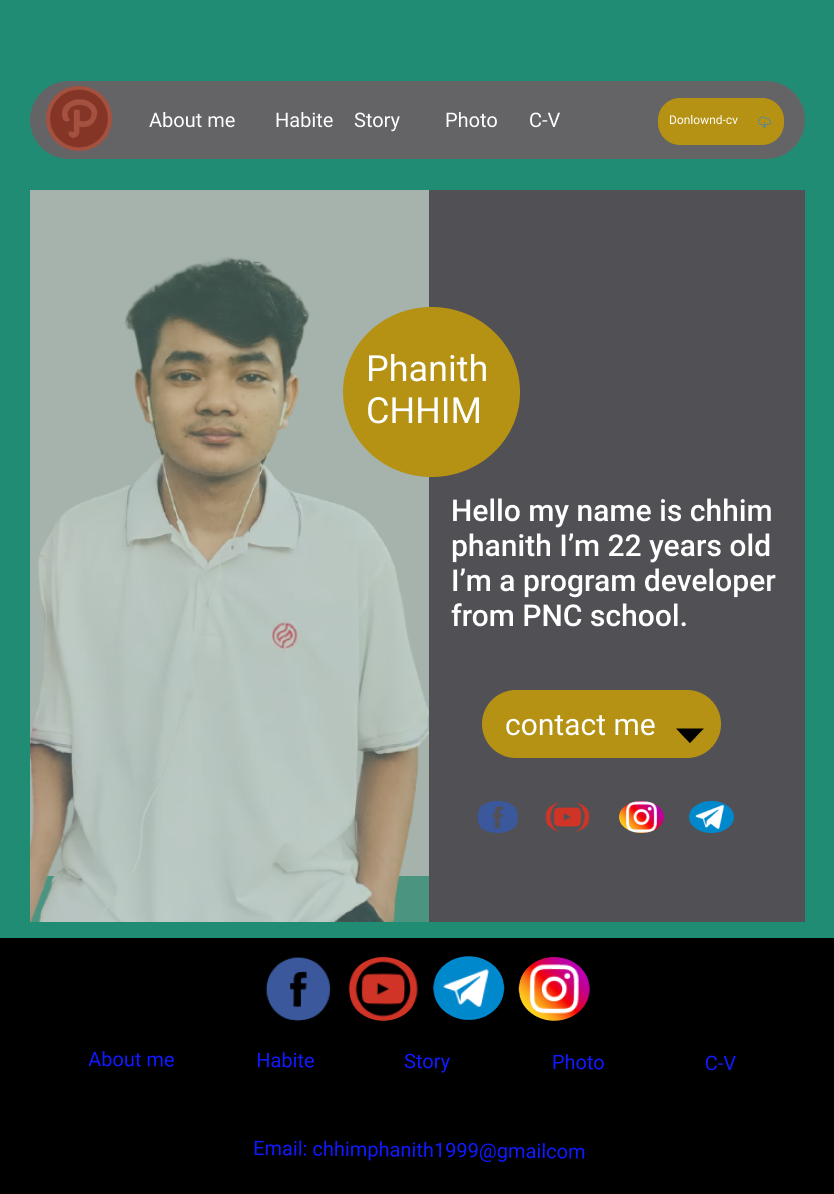 About me Habite Story Photo C-V Donlownd-cv
Phanith
CHHIM
Hello my name is chhim
phanith I’m 22 years old
I’m a program developer
from PNC school.
contact me
About me Habite Story Photo C-V
Email: chhimphanith1999@gmailcom